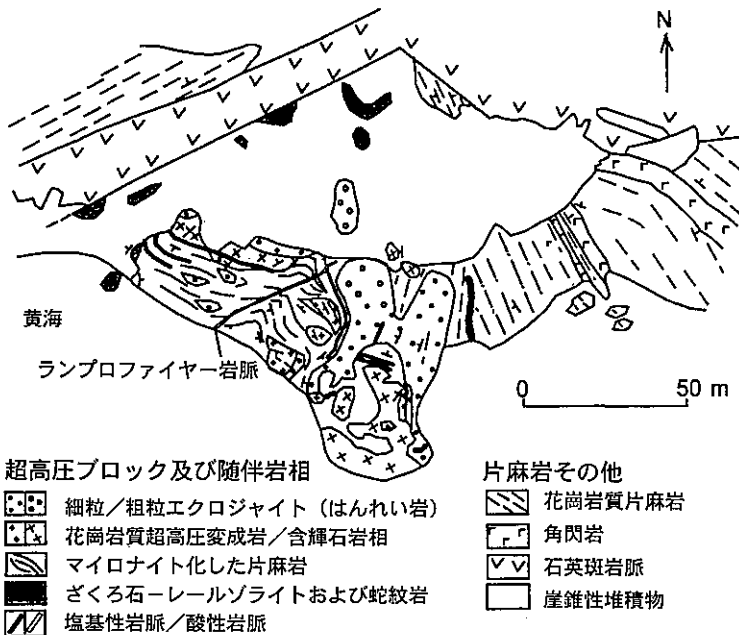 N
黄海
ランプロファイヤー岩脈
0 50 m
超高圧ブロック及び随伴岩相
細粒／粗粒エクロジャイト（はんれい岩）
花崗岩質超高圧変成岩／含輝石岩相
マイロナイト化した片麻岩
ざくろ石－レールゾライトおよび蛇紋岩
塩基性岩脈／酸性岩脈
片麻岩その他
花崗岩質片麻岩
角閃岩
石英斑岩脈
崖錐性堆積物